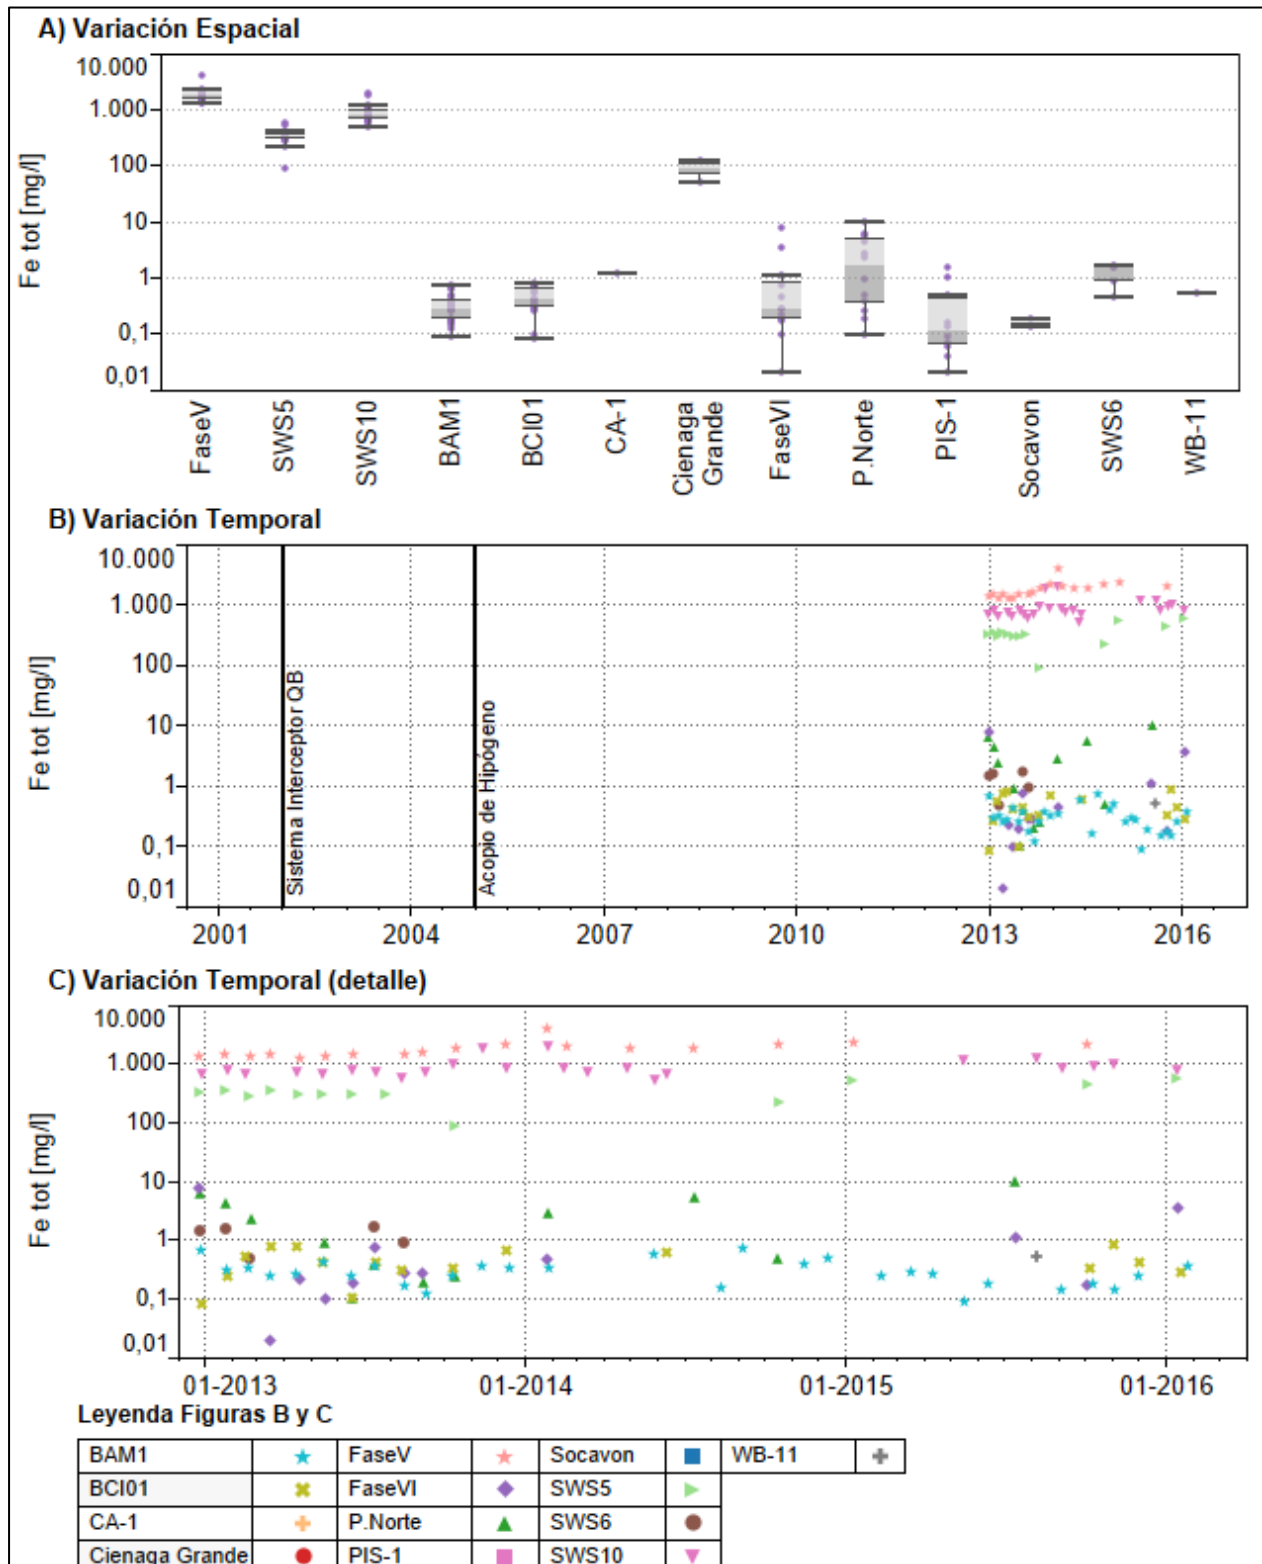 A) Variación Espacial
Fe tot [mg/l]
10.000
1.000
100
10
1
0,1
0,01
FaseV
SWS5
SWS10
BAM1
BCI01
CA-1
Cienaga
Grande
FaseVI
P.Norte
PIS-1
Socavon
SWS6
WB-11
B) Variación Temporal
Fe tot [mg/l]
10.000
1.000
100
10
1
0,1
0,01
Sistema Interceptor QB
Acopio de Hipógeno
2001
2004
2007
2010
2013
2016
C) Variación Temporal (detalle)
Fe tot [mg/l]
10.000
1.000
100
10
1
0,1
0,01
01-2013
01-2014
01-2015
01-2016
Leyenda Figuras B y C
BAM1 FaseV Socavon WB-11
BCI01 FaseVI SWS5
CA-1 P.Norte SWS6
Cienaga Grande PIS-1 SWS10